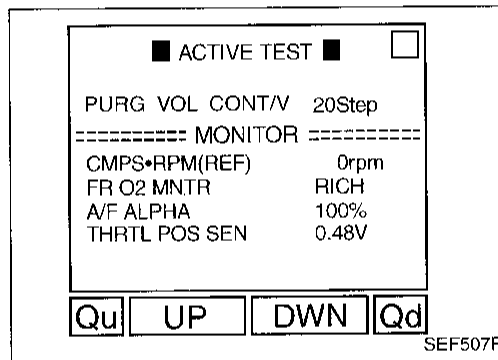 ■ ACTIVE TEST ■
PURG VOL CONT/V 20Step
========== MONITOR ==========
CMPS•RPM(REF) 0rpm
FR O2 MNTR RICH
A/F ALPHA 100%
THRTL POS SEN 0.48V
Qu UP DWN Qd
SEF507F